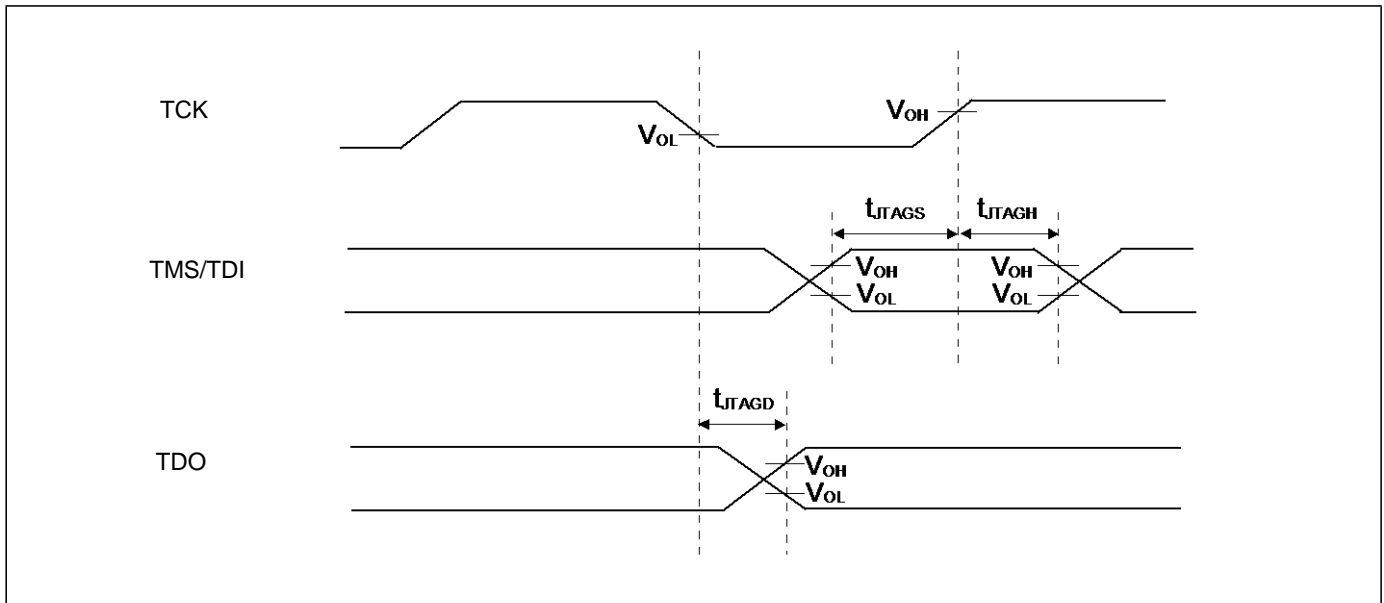 TCK
VOL
VOH
tJTAGS
tJTAGH
TMS/TDI
VOH
VOL
VOH
VOL
tJTAGD
TDO
VOH
VOL